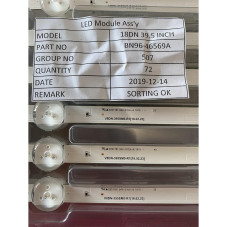 LED Module Ass'y
MODEL 18DN 39.5 INCH
PART NO BN96-46569A
GROUP NO 507
QUANTITY 72
DATE 2019-12-14
REMARK SORTING OK